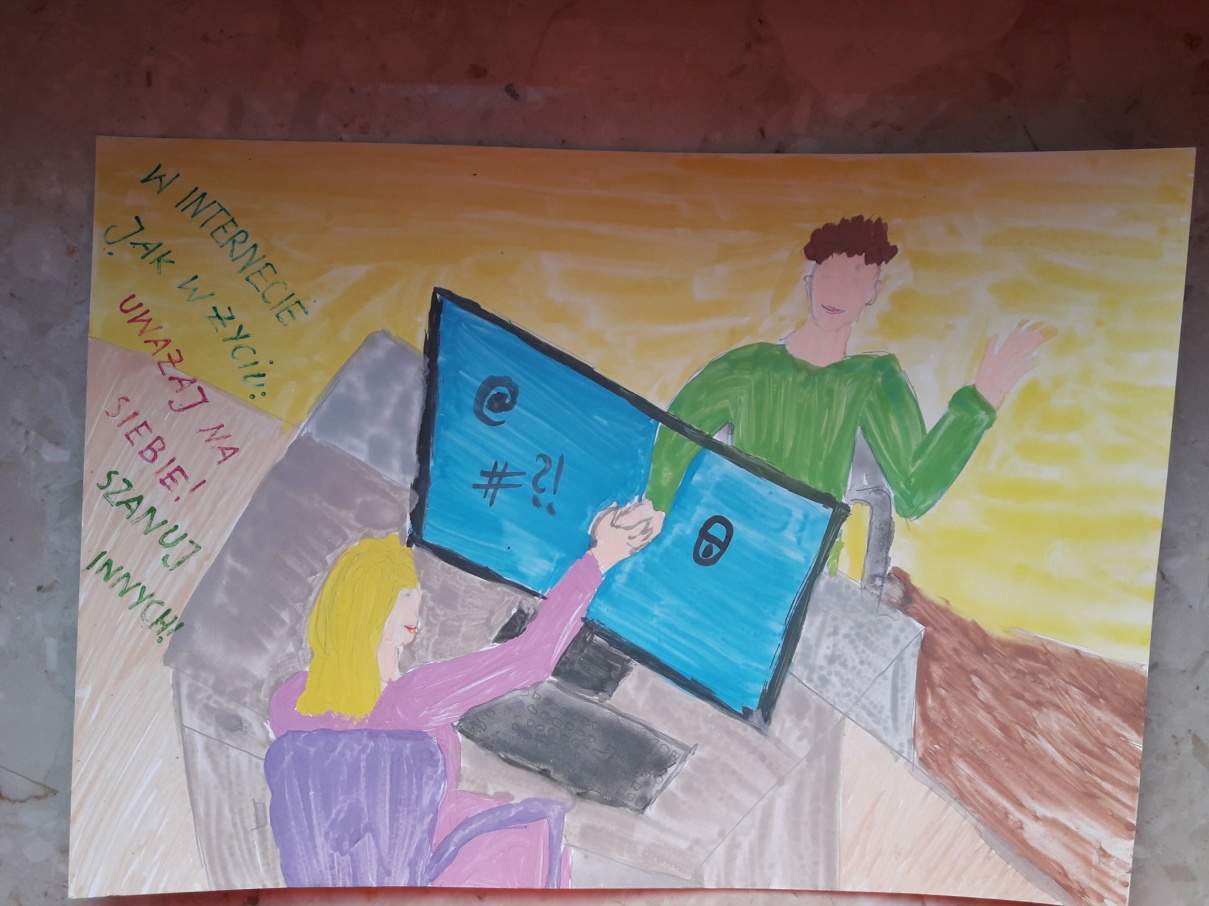 W INTERNECIE
JAK W ŻYCIU:
UWAŻAJ NA
SIEBIE!
SZANUJ
INNYCH!
@
#?!